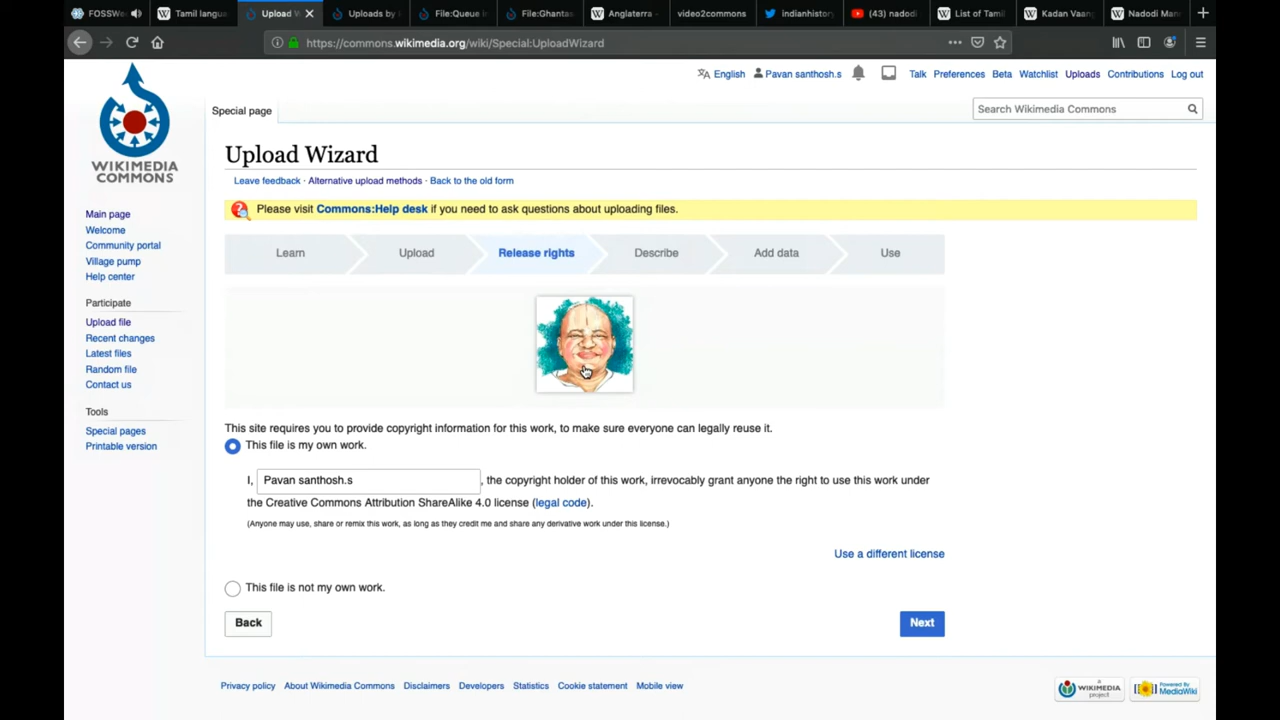 FOSSWe
Tamil langua
Upload W
Uploads by
File:Queue i
File:Ghantas
Anglaterra -
video2commons
indianhistory
(43) nadodi
List of Tamil
Kadan Vaang
Nadodi Man
https://commons.wikimedia.org/wiki/Special:UploadWizard
English
Pavan santhosh.s
Talk
Preferences
Beta
Watchlist
Uploads
Contributions
Log out
Special page
Search Wikimedia Commons
WIKIMEDIA
COMMONS
Upload Wizard
Leave feedback · Alternative upload methods · Back to the old form
Please visit Commons:Help desk if you need to ask questions about uploading files.
Main page
Welcome
Community portal
Village pump
Help center
Participate
Upload file
Recent changes
Latest files
Random file
Contact us
Tools
Special pages
Printable version
Learn
Upload
Release rights
Describe
Add data
Use
This site requires you to provide copyright information for this work, to make sure everyone can legally reuse it.
This file is my own work.
I, Pavan santhosh.s , the copyright holder of this work, irrevocably grant anyone the right to use this work under
the Creative Commons Attribution ShareAlike 4.0 license (legal code).
(Anyone may use, share or remix this work, as long as they credit me and share any derivative work under this license.)
Use a different license
This file is not my own work.
Back
Next
Privacy policy
About Wikimedia Commons
Disclaimers
Developers
Statistics
Cookie statement
Mobile view
a
WIKIMEDIA
project
Powered By
MediaWiki